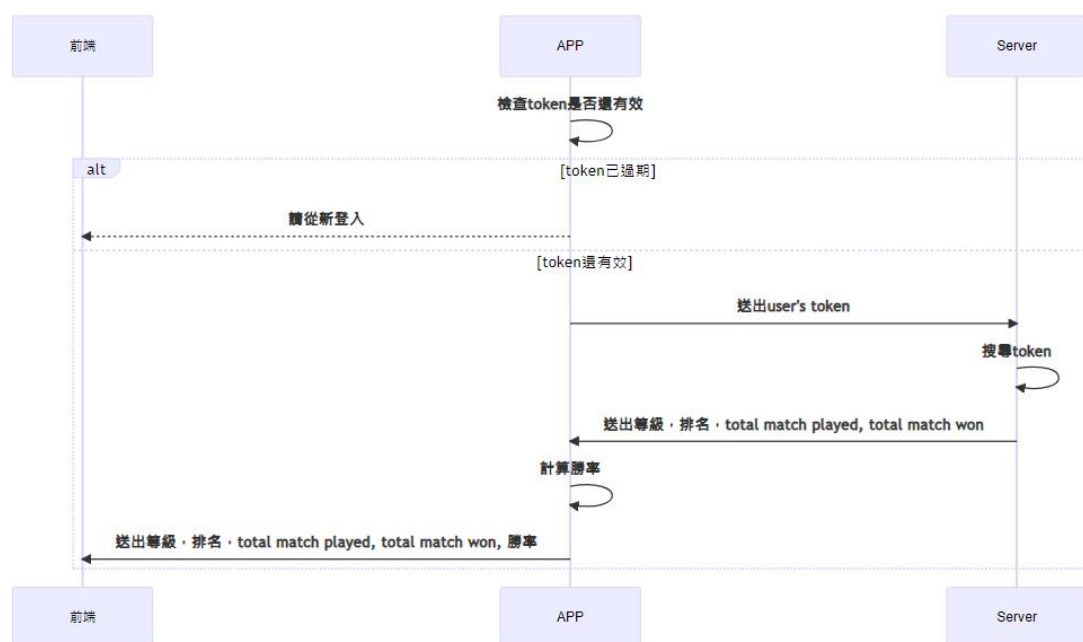 前端
APP
Server
檢查token是否還有效
alt
[token已過期]
請從新登入
[token還有效]
送出user's token
搜尋token
送出等級，排名，total match played, total match won
計算勝率
送出等級，排名，total match played, total match won, 勝率
前端
APP
Server